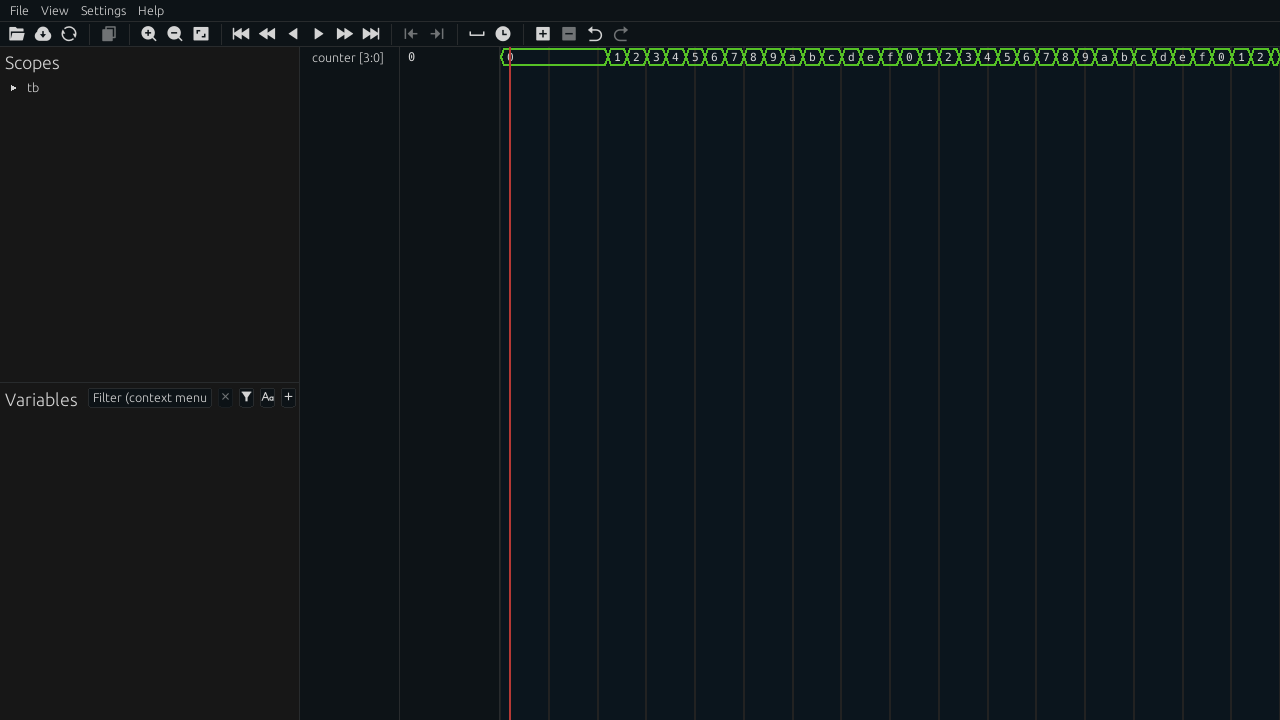 File View Settings Help
Scopes
tb
Variables Filter (context menu Aa +
counter [3:0] 0 0 1 2 3 4 5 6 7 8 9 a b c d e f 0 1 2 3 4 5 6 7 8 9 a b c d e f 0 1 2